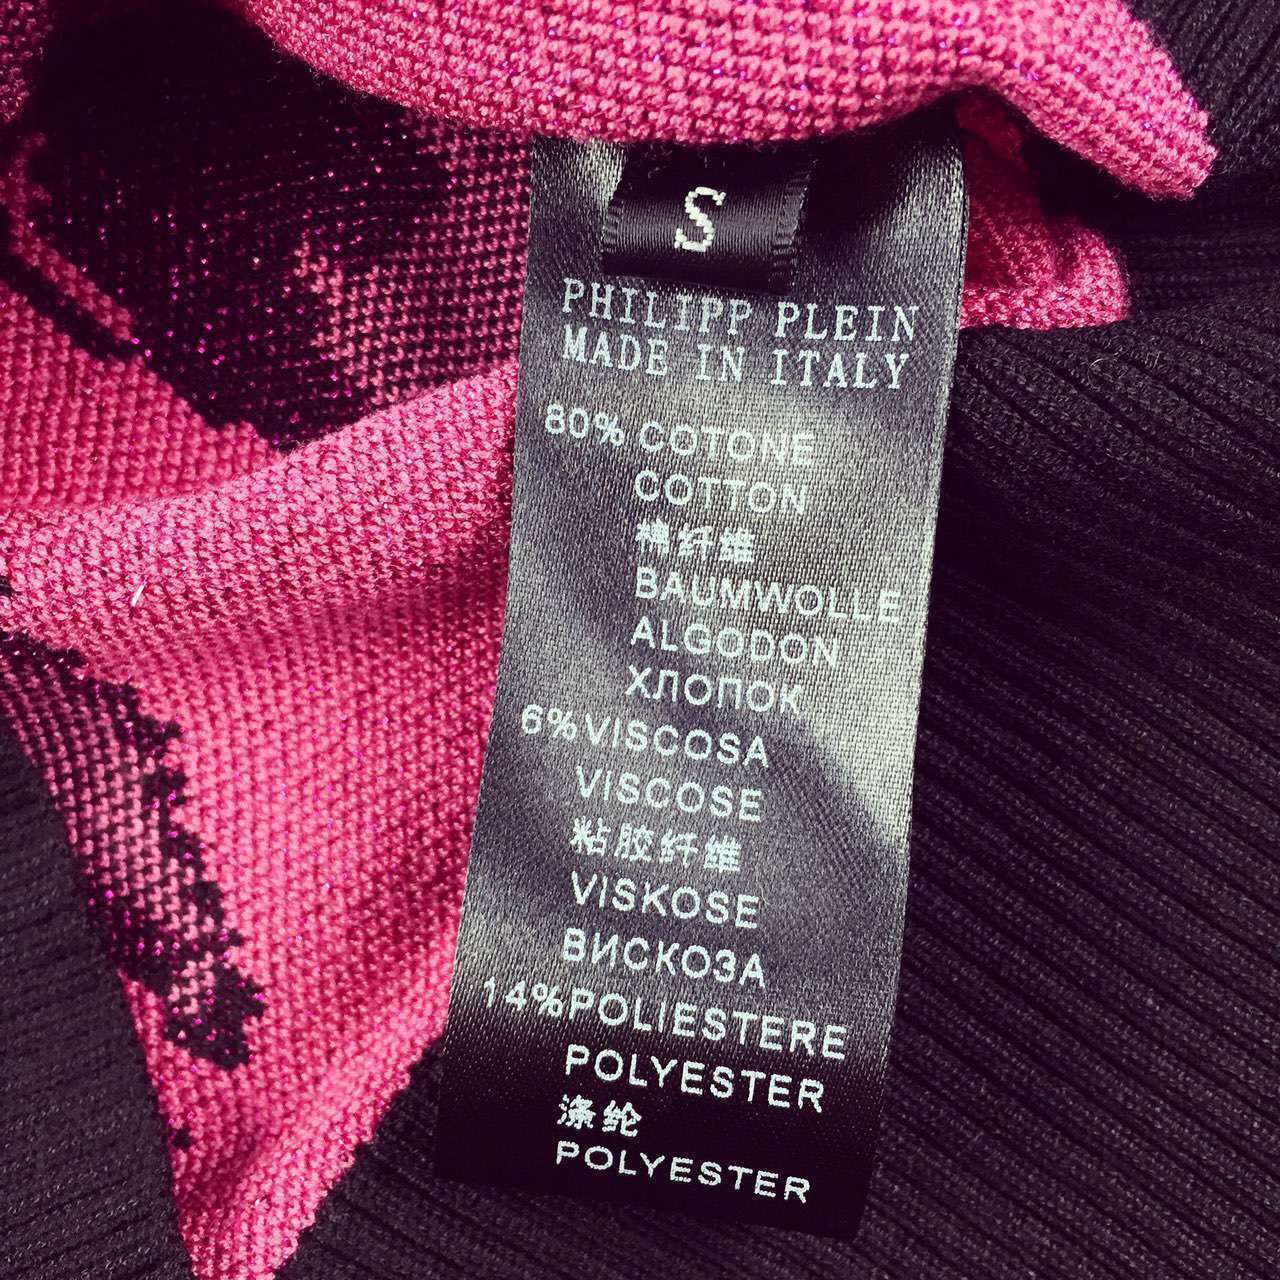 S
PHILIPP PLEIN
MADE IN ITALY
80% COTONE
COTTON
棉纤维
BAUMWOLLE
ALGODON
ХЛОПОК
6%VISCOSA
VISCOSE
粘胶纤维
VISKOSE
ВИСКОЗА
14%POLIESTERE
POLYESTER
涤纶
POLYESTER